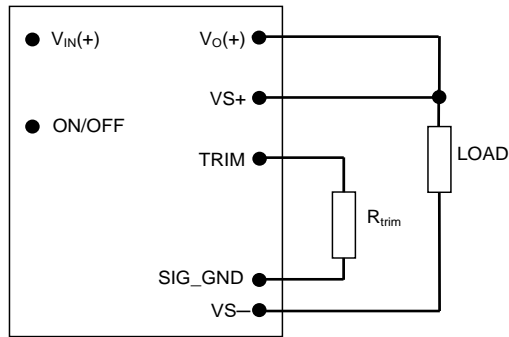 V_IN(+)
V_O(+)
VS+
ON/OFF
TRIM
LOAD
R_trim
SIG_GND
VS─